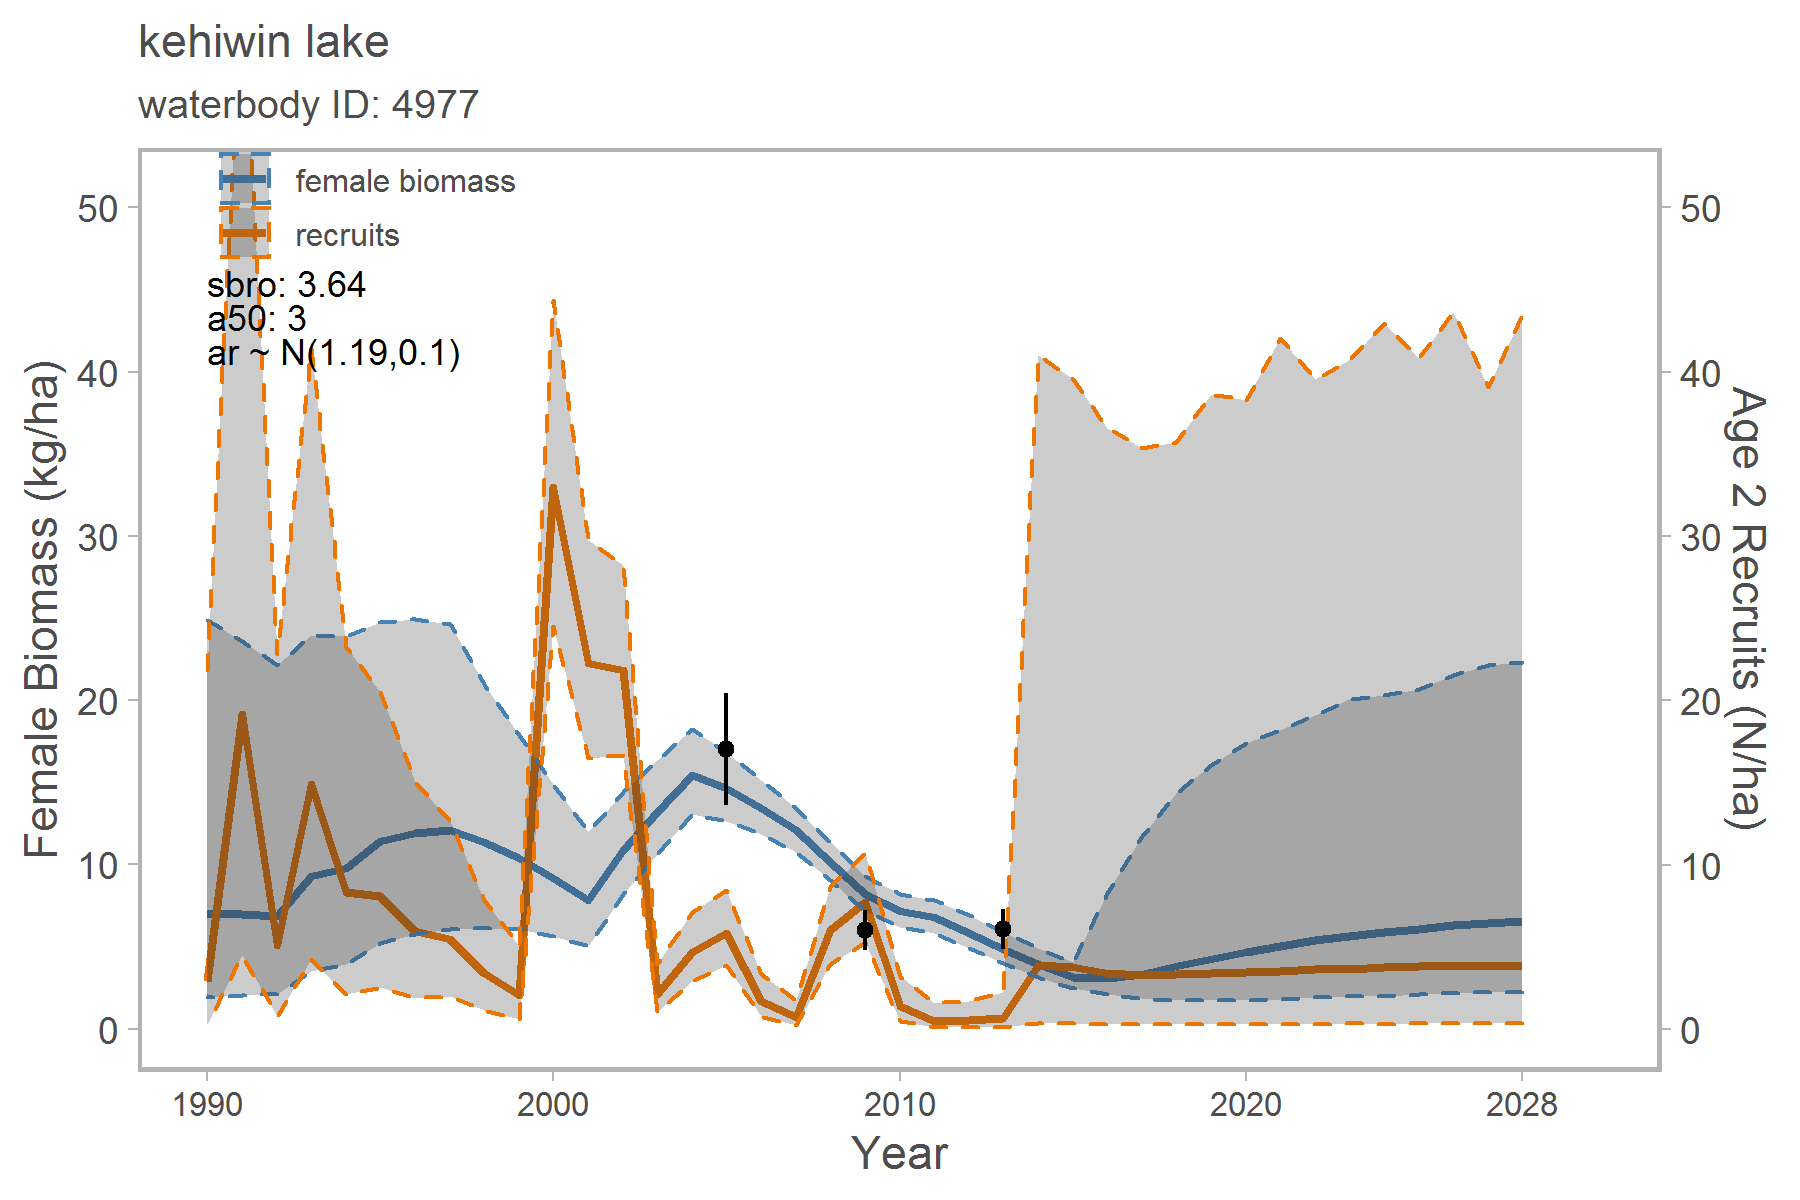 kehiwin lake
waterbody ID: 4977
female biomass
recruits
sbro: 3.64
a50: 3
ar ~ N(1.19,0.1)
Female Biomass (kg/ha)
50
40
30
20
10
0
50
40
30
20
10
0
Age 2 Recruits (N/ha)
1990
2000
2010
2020
2028
Year